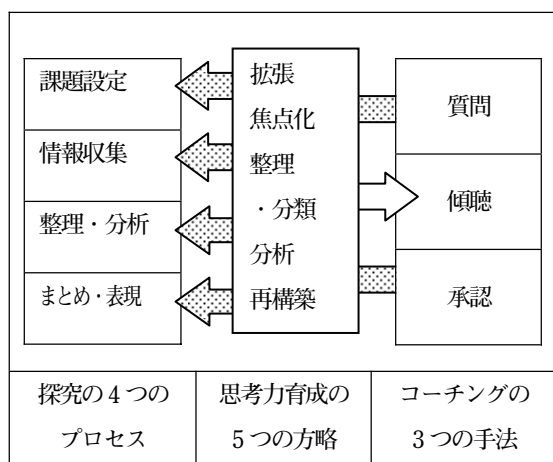 課題設定
情報収集
整理・分析
まとめ・表現
拡張
焦点化
整理
・分類
分析
再構築
質問
傾聴
承認
探究の4つの
プロセス
思考力育成の
5つの方略
コーチングの
3つの手法